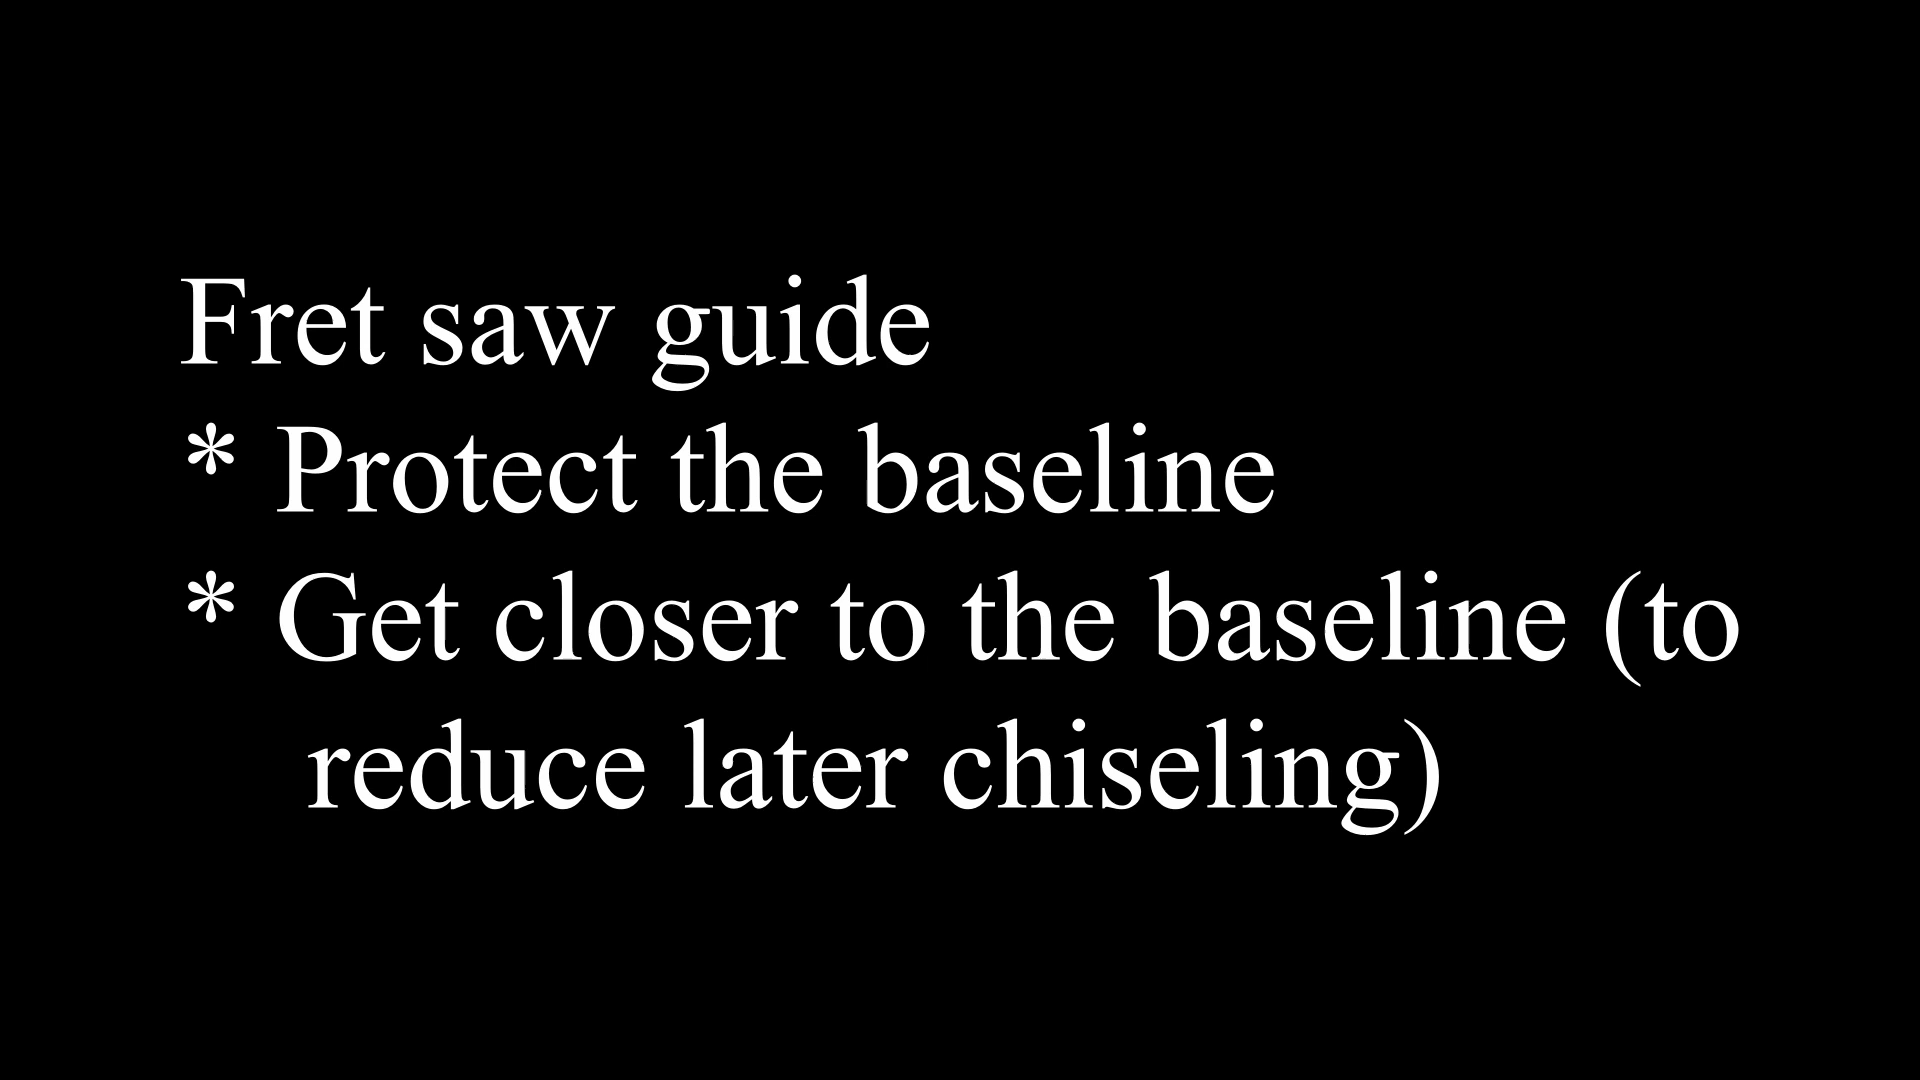 Fret saw guide
* Protect the baseline
* Get closer to the baseline (to
reduce later chiseling)